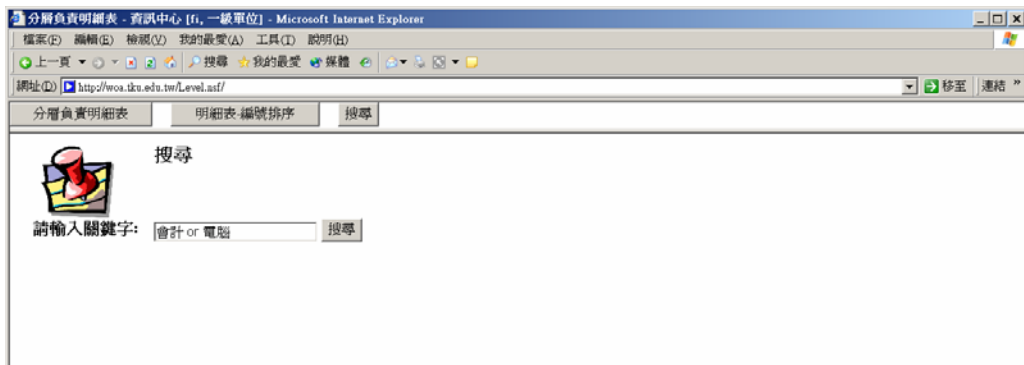 分層負責明細表 - 資訊中心 [fi, 一級單位] - Microsoft Internet Explorer
檔案(F) 編輯(E) 檢視(V) 我的最愛(A) 工具(T) 說明(H)
上一頁 搜尋 我的最愛 媒體
網址(D) http://woa.tku.edu.tw/Level.nsf/ 移至 連結 »
分層負責明細表 明細表-編號排序 搜尋
搜尋
請輸入關鍵字: 會計 or 電腦 搜尋